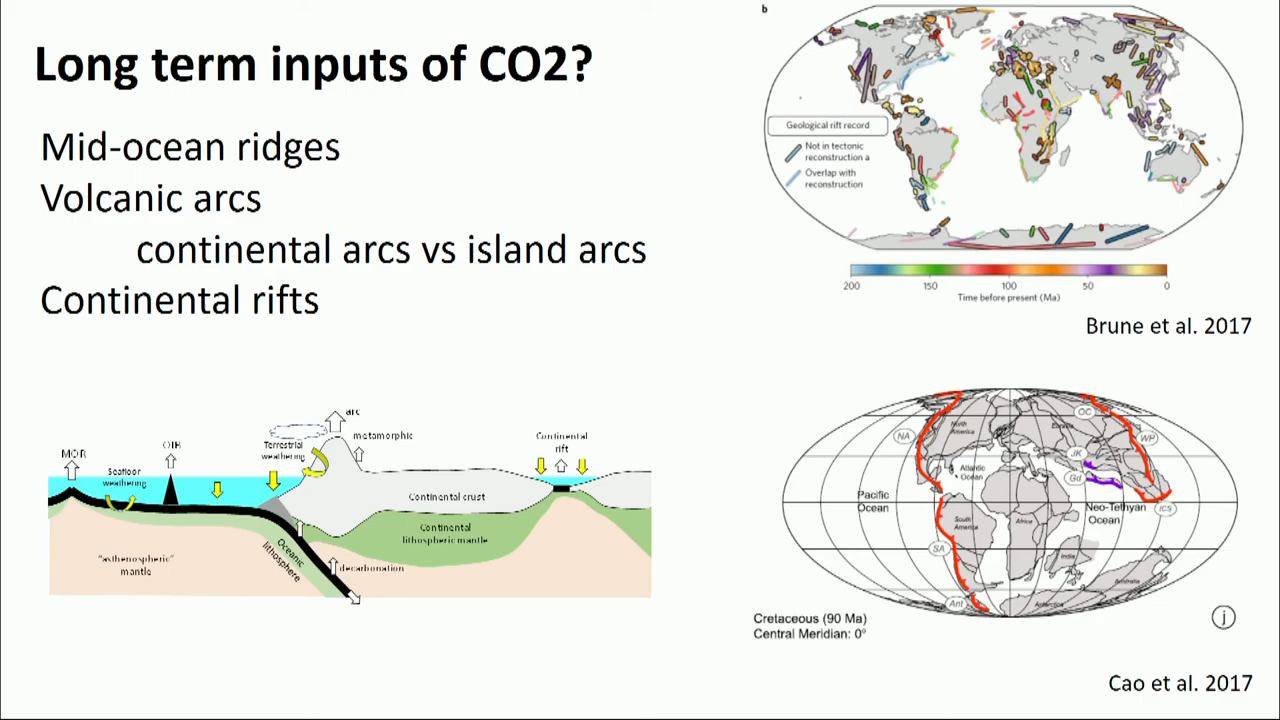 Long term inputs of CO2?
Mid-ocean ridges
Volcanic arcs
continental arcs vs island arcs
Continental rifts
b
Geological rift record
Not in tectonic
reconstruction a
Overlap with
reconstruction
200
150
100
50
0
Time before present (Ma)
Brune et al. 2017
MOR
Seafloor
weathering
OIB
Terrestrial
weathering
arc
metamorphic
Continental
rift
Continental crust
Continental
lithospheric mantle
"asthenospheric"
mantle
Oceanic
lithosphere
decarbonation
NA
North
America
Eurasia
OC
WP
JK
Gd
Atlantic
Ocean
Pacific
Ocean
Neo-Tethyan
Ocean
ICS
South
America
Africa
SA
India
Australia
Ant
Antarctica
Cretaceous (90 Ma)
Central Meridian: 0°
j
Cao et al. 2017